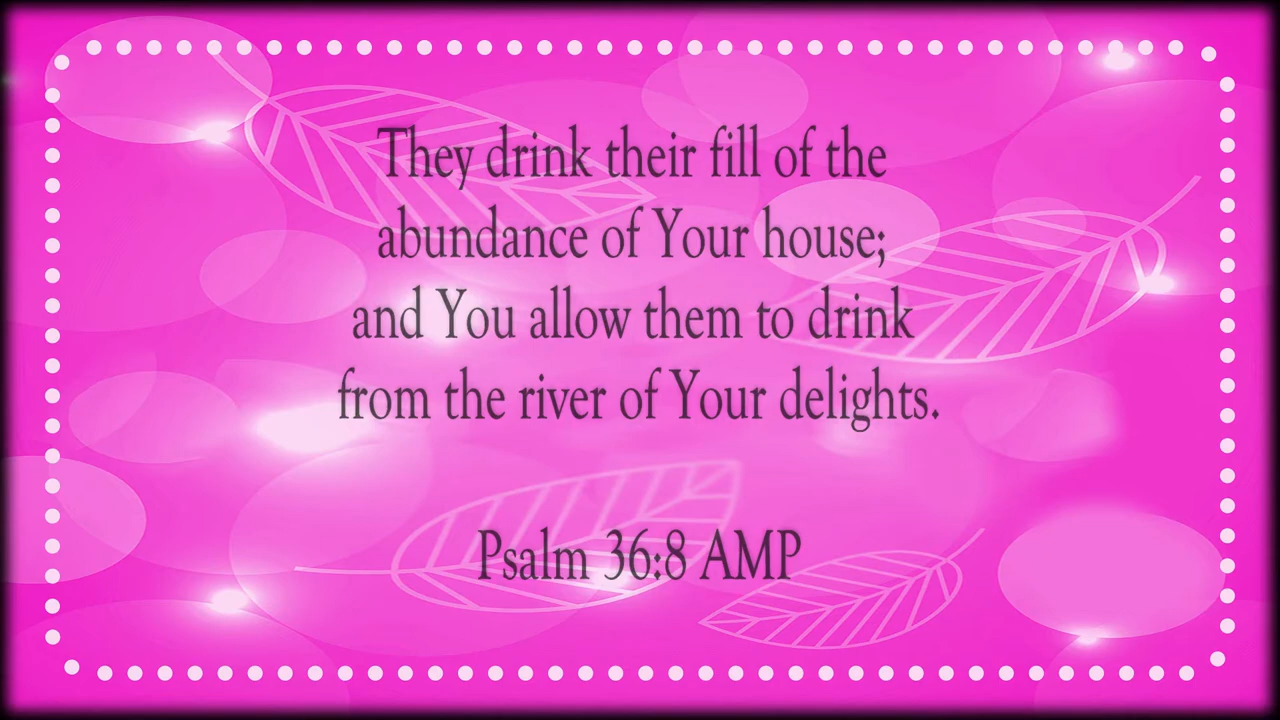 They drink their fill of the
abundance of Your house;
and You allow them to drink
from the river of Your delights.
Psalm 36:8 AMP